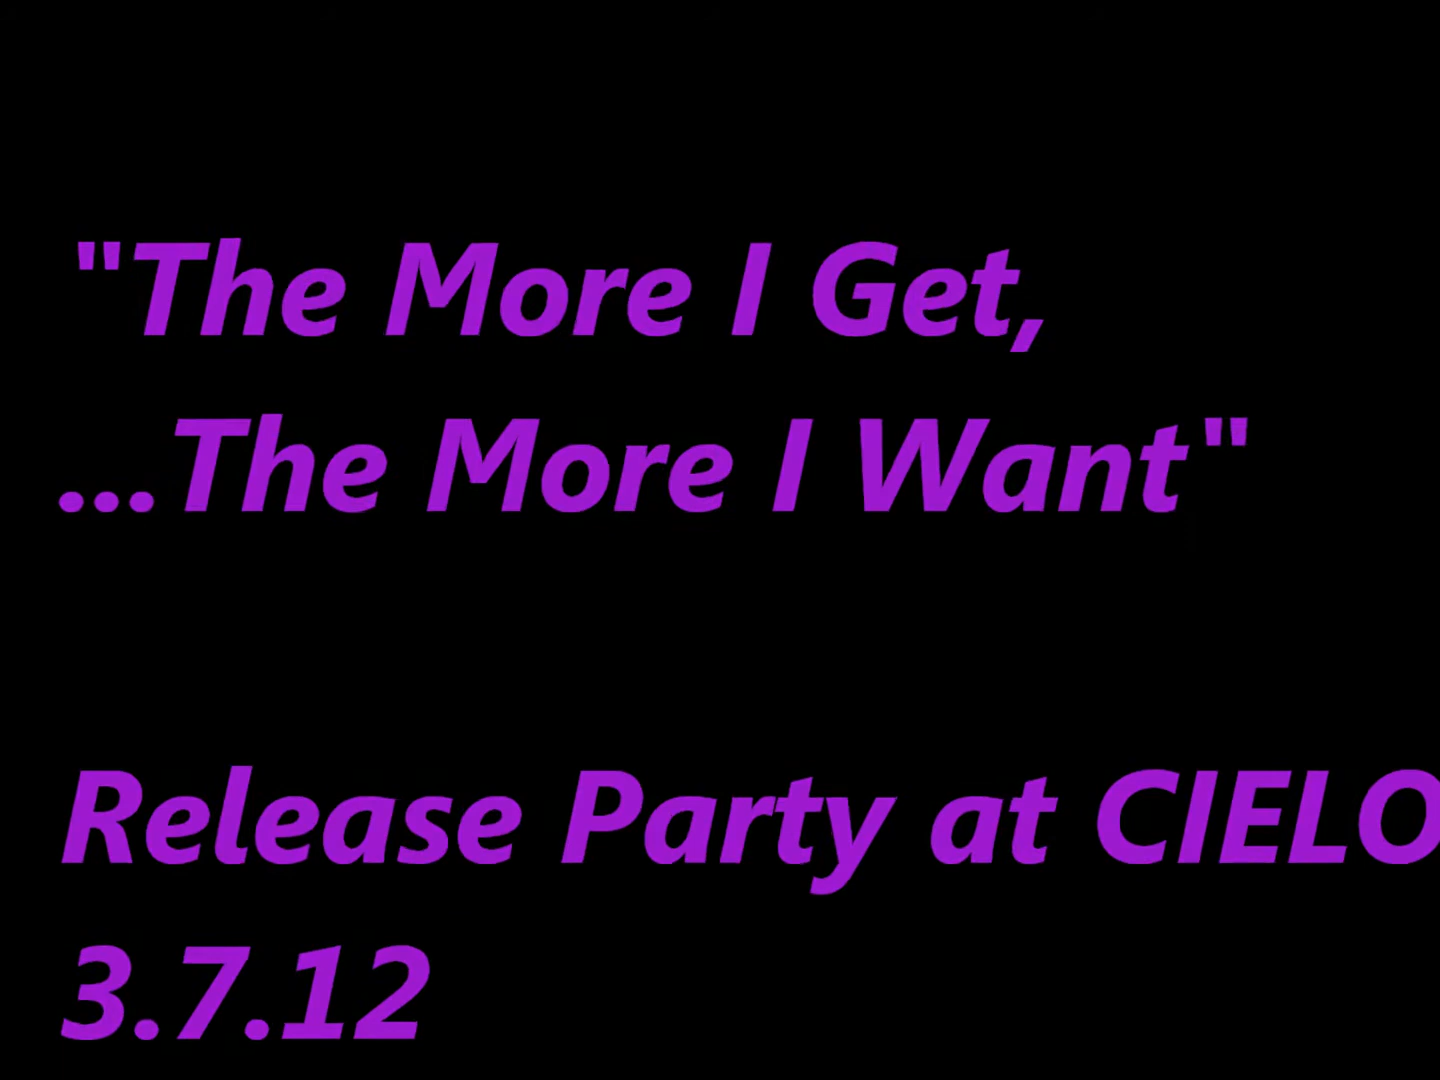 "The More I Get,
...The More I Want"
Release Party at CIELO
3.7.12